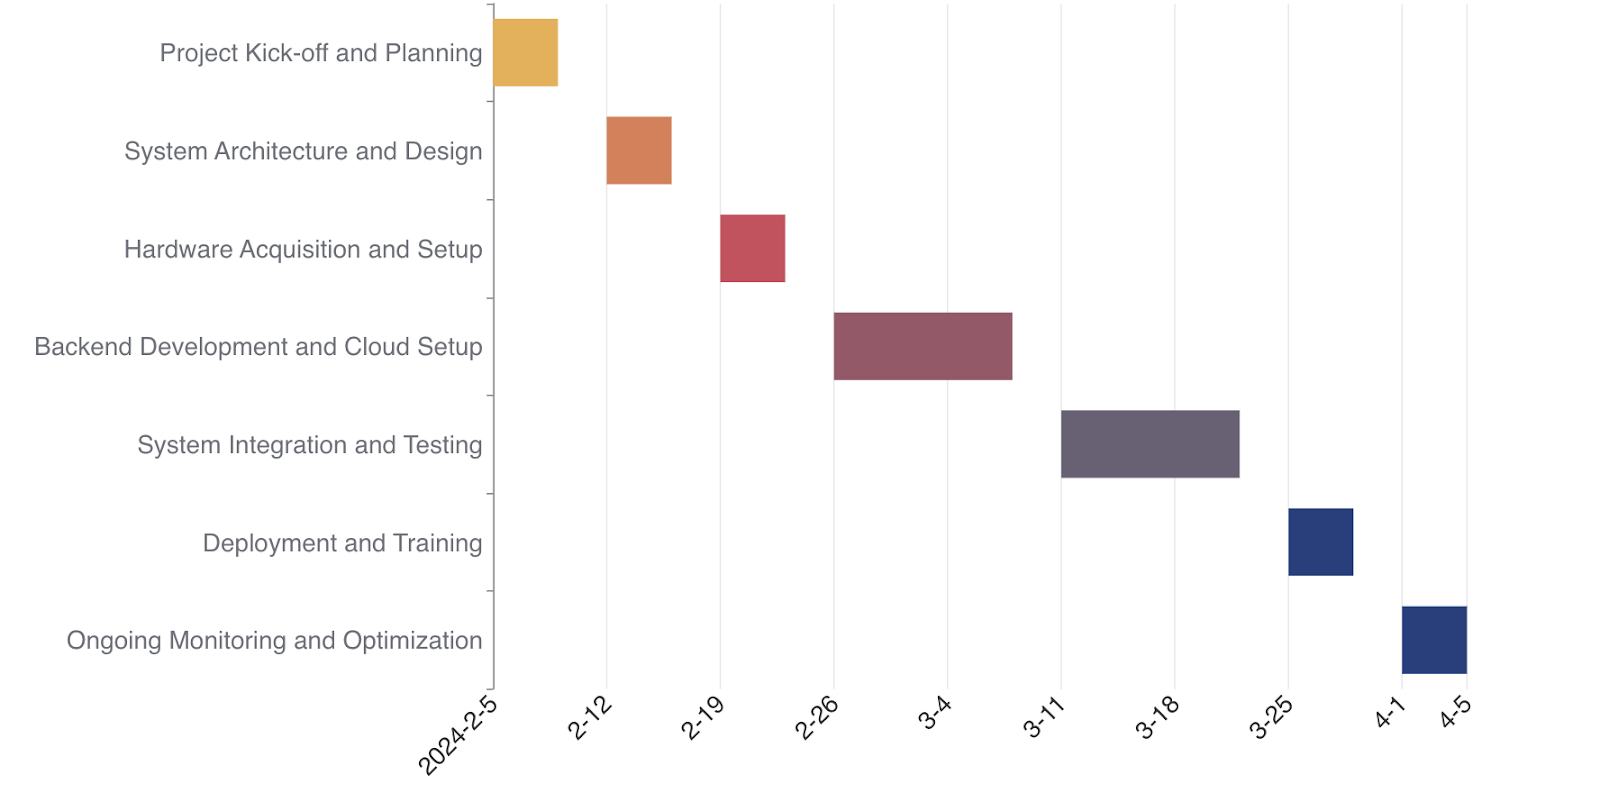 Project Kick-off and Planning
System Architecture and Design
Hardware Acquisition and Setup
Backend Development and Cloud Setup
System Integration and Testing
Deployment and Training
Ongoing Monitoring and Optimization
2024-2-5
2-12
2-19
2-26
3-4
3-11
3-18
3-25
4-1
4-5